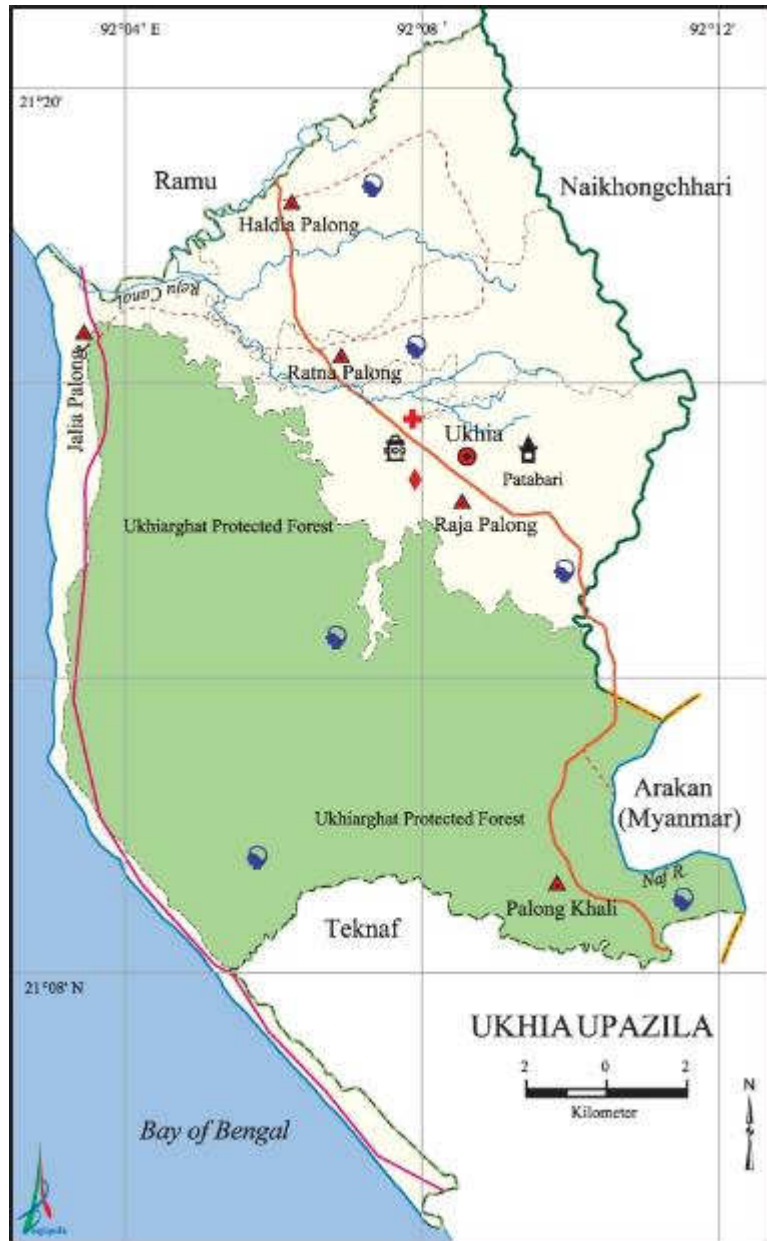 92°04' E
92°08'
92°12'
21°20'
Ramu
Naikhongchhari
Haldia Palong
Reju Canal
Jalia Palong
Ratna Palong
Ukhia
Patabari
Raja Palong
Ukhiarghat Protected Forest
Ukhiarghat Protected Forest
Arakan
(Myanmar)
Naf R.
Palong Khali
Teknaf
21°08' N
UKHIA UPAZILA
2 0 2
Kilometer
N
Bay of Bengal